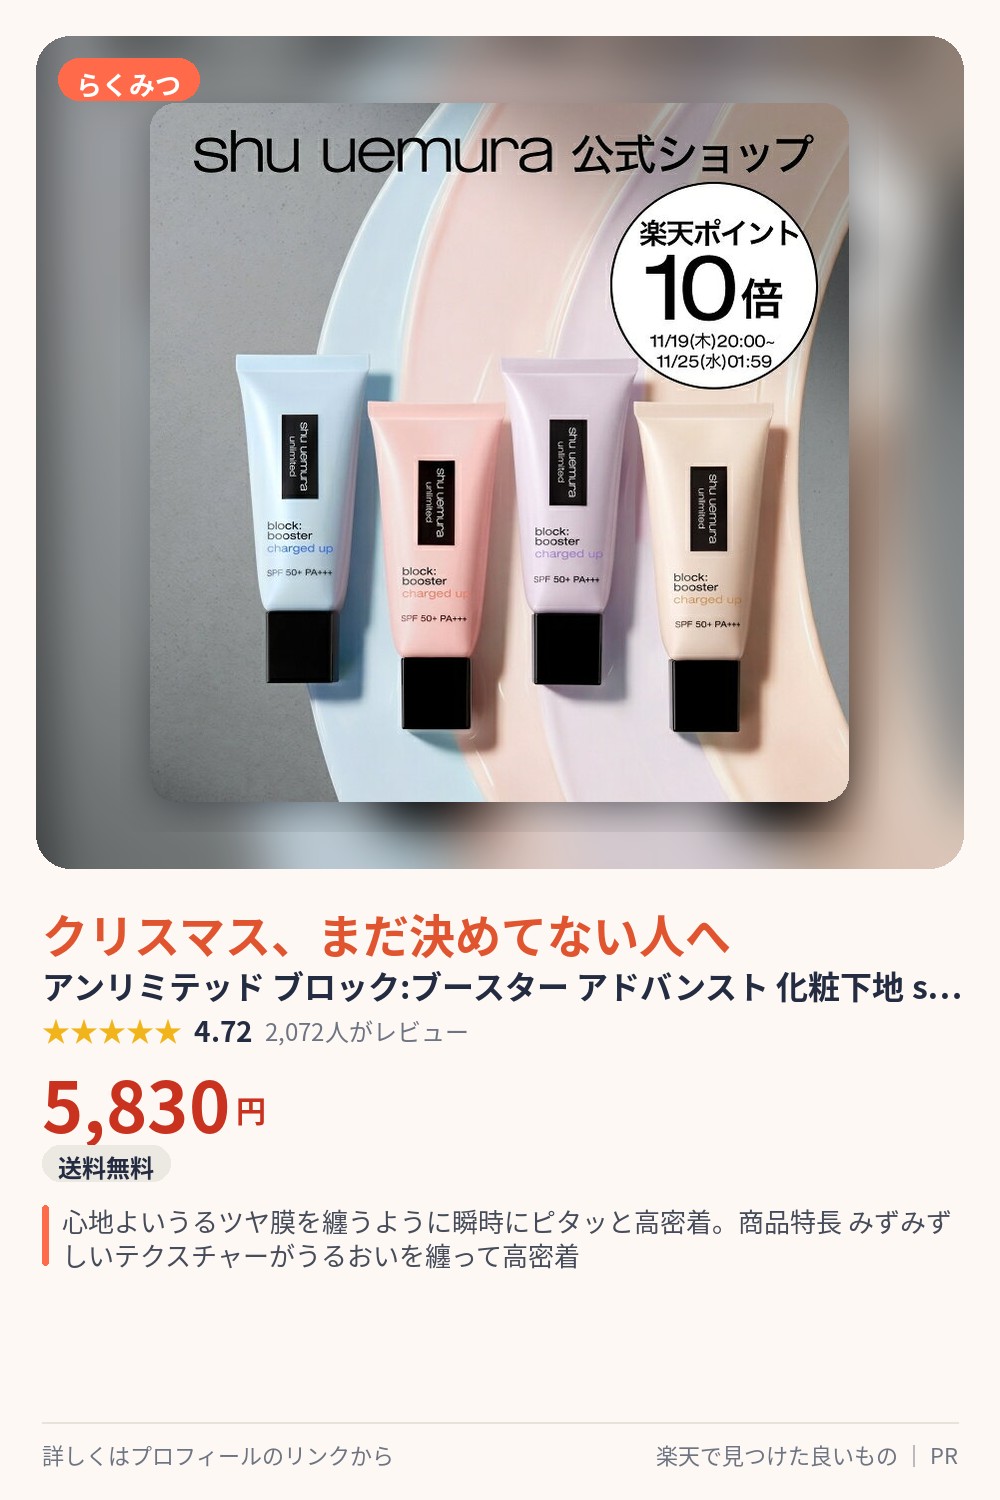 らくみつ
shu uemura 公式ショップ
楽天ポイント
10倍
11/19(木)20:00~
11/25(水)01:59
shu uemura
unlimited
block:
booster
charged up
SPF 50+ PA+++
shu uemura
unlimited
block:
booster
charged up
SPF 50+ PA+++
shu uemura
unlimited
block:
booster
charged up
SPF 50+ PA+++
shu uemura
unlimited
block:
booster
charged up
SPF 50+ PA+++
クリスマス、まだ決めてない人へ
アンリミテッド ブロック:ブースター アドバンスト 化粧下地 s…
★★★★★ 4.72 2,072人がレビュー
5,830円
送料無料
心地よいうるツヤ膜を纏うように瞬時にピタッと高密着。商品特長 みずみず
しいテクスチャーがうるおいを纏って高密着
詳しくはプロフィールのリンクから
楽天で見つけた良いもの｜PR